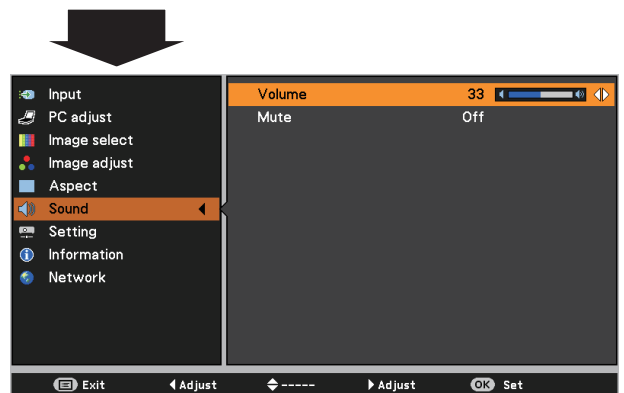 Input
PC adjust
Image select
Image adjust
Aspect
Sound
Setting
Information
Network
Volume 33
Mute Off
Exit Adjust ----- Adjust OK Set